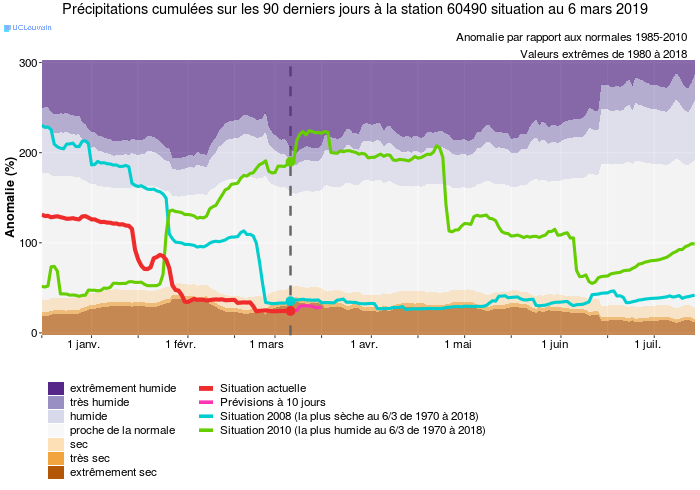 Précipitations cumulées sur les 90 derniers jours à la station 60490 situation au 6 mars 2019
UCLouvain
Anomalie par rapport aux normales 1985-2010
Valeurs extrêmes de 1980 à 2018
Anomalie (%)
300
200
100
0
1 janv.
1 févr.
1 mars
1 avr.
1 mai
1 juin
1 juil.
extrêmement humide
très humide
humide
proche de la normale
sec
très sec
extrêmement sec
Situation actuelle
Prévisions à 10 jours
Situation 2008 (la plus sèche au 6/3 de 1970 à 2018)
Situation 2010 (la plus humide au 6/3 de 1970 à 2018)